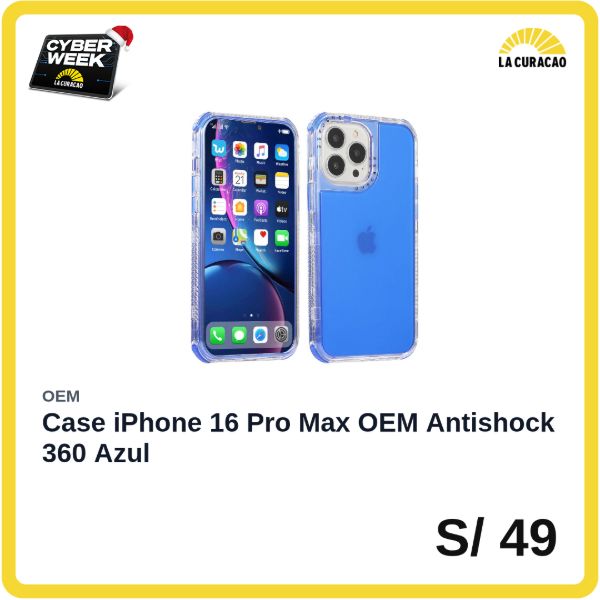 CYBER
WEEK
LA CURACAO
LA CURACAO
OEM
Case iPhone 16 Pro Max OEM Antishock
360 Azul
S/ 49